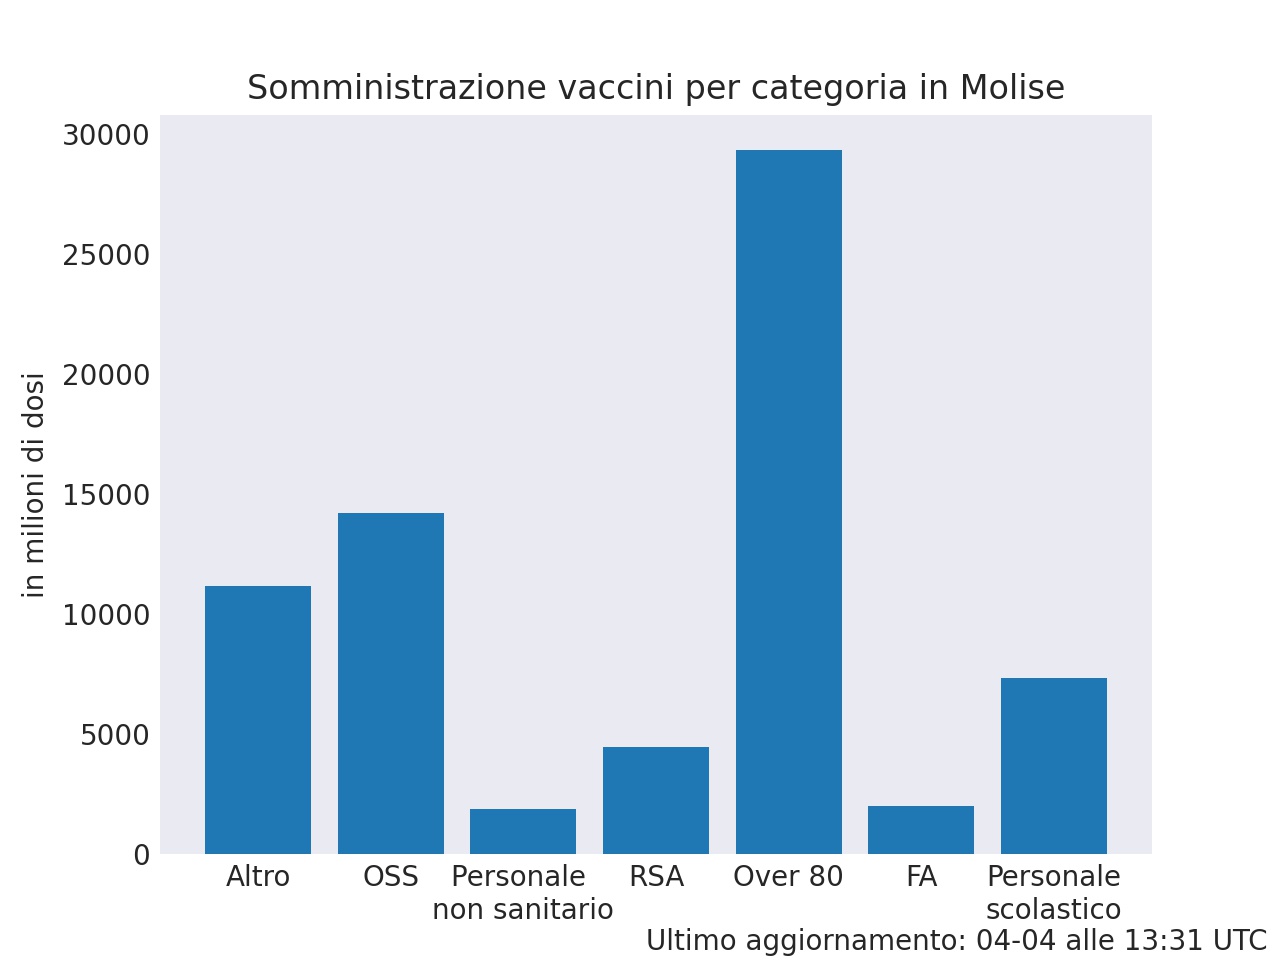 Somministrazione vaccini per categoria in Molise
30000
25000
20000
15000
10000
5000
0
in milioni di dosi
Altro
OSS
Personale
non sanitario
RSA
Over 80
FA
Personale
scolastico
Ultimo aggiornamento: 04-04 alle 13:31 UTC